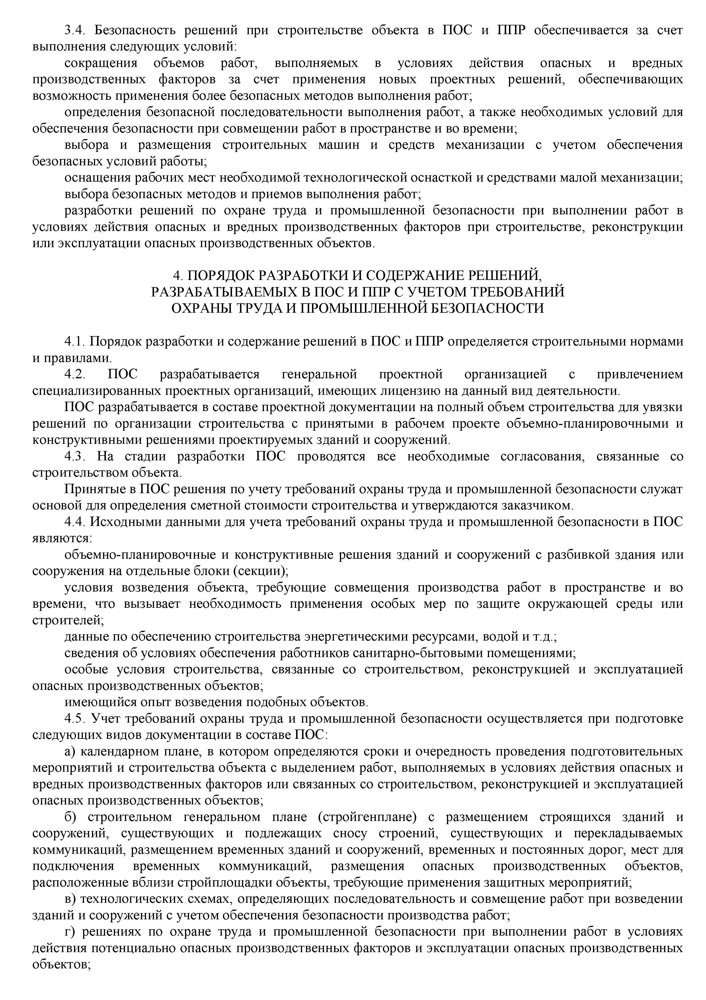 3.4. Безопасность решений при строительстве объекта в ПОС и ППР обеспечивается за счет
выполнения следующих условий:
сокращения объемов работ, выполняемых в условиях действия опасных и вредных
производственных факторов за счет применения новых проектных решений, обеспечивающих
возможность применения более безопасных методов выполнения работ;
определения безопасной последовательности выполнения работ, а также необходимых условий для
обеспечения безопасности при совмещении работ в пространстве и во времени;
выбора и размещения строительных машин и средств механизации с учетом обеспечения
безопасных условий работы;
оснащения рабочих мест необходимой технологической оснасткой и средствами малой механизации;
выбора безопасных методов и приемов выполнения работ;
разработки решений по охране труда и промышленной безопасности при выполнении работ в
условиях действия опасных и вредных производственных факторов при строительстве, реконструкции
или эксплуатации опасных производственных объектов.
4. ПОРЯДОК РАЗРАБОТКИ И СОДЕРЖАНИЕ РЕШЕНИЙ,
РАЗРАБАТЫВАЕМЫХ В ПОС И ППР С УЧЕТОМ ТРЕБОВАНИЙ
ОХРАНЫ ТРУДА И ПРОМЫШЛЕННОЙ БЕЗОПАСНОСТИ
4.1. Порядок разработки и содержание решений в ПОС и ППР определяется строительными нормами
и правилами.
4.2. ПОС разрабатывается генеральной проектной организацией с привлечением
специализированных проектных организаций, имеющих лицензию на данный вид деятельности.
ПОС разрабатывается в составе проектной документации на полный объем строительства для увязки
решений по организации строительства с принятыми в рабочем проекте объемно-планировочными и
конструктивными решениями проектируемых зданий и сооружений.
4.3. На стадии разработки ПОС проводятся все необходимые согласования, связанные со
строительством объекта.
Принятые в ПОС решения по учету требований охраны труда и промышленной безопасности служат
основой для определения сметной стоимости строительства и утверждаются заказчиком.
4.4. Исходными данными для учета требований охраны труда и промышленной безопасности в ПОС
являются:
объемно-планировочные и конструктивные решения зданий и сооружений с разбивкой здания или
сооружения на отдельные блоки (секции);
условия возведения объекта, требующие совмещения производства работ в пространстве и во
времени, что вызывает необходимость применения особых мер по защите окружающей среды или
строителей;
данные по обеспечению строительства энергетическими ресурсами, водой и т.д.;
сведения об условиях обеспечения работников санитарно-бытовыми помещениями;
особые условия строительства, связанные со строительством, реконструкцией и эксплуатацией
опасных производственных объектов;
имеющийся опыт возведения подобных объектов.
4.5. Учет требований охраны труда и промышленной безопасности осуществляется при подготовке
следующих видов документации в составе ПОС:
а) календарном плане, в котором определяются сроки и очередность проведения подготовительных
мероприятий и строительства объекта с выделением работ, выполняемых в условиях действия опасных и
вредных производственных факторов или связанных со строительством, реконструкцией и эксплуатацией
опасных производственных объектов;
б) строительном генеральном плане (стройгенплане) с размещением строящихся зданий и
сооружений, существующих и подлежащих сносу строений, существующих и перекладываемых
коммуникаций, размещением временных зданий и сооружений, временных и постоянных дорог, мест для
подключения временных коммуникаций, размещения опасных производственных объектов,
расположенные вблизи стройплощадки объекты, требующие применения защитных мероприятий;
в) технологических схемах, определяющих последовательность и совмещение работ при возведении
зданий и сооружений с учетом обеспечения безопасности производства работ;
г) решениях по охране труда и промышленной безопасности при выполнении работ в условиях
действия потенциально опасных производственных факторов и эксплуатации опасных производственных
объектов;